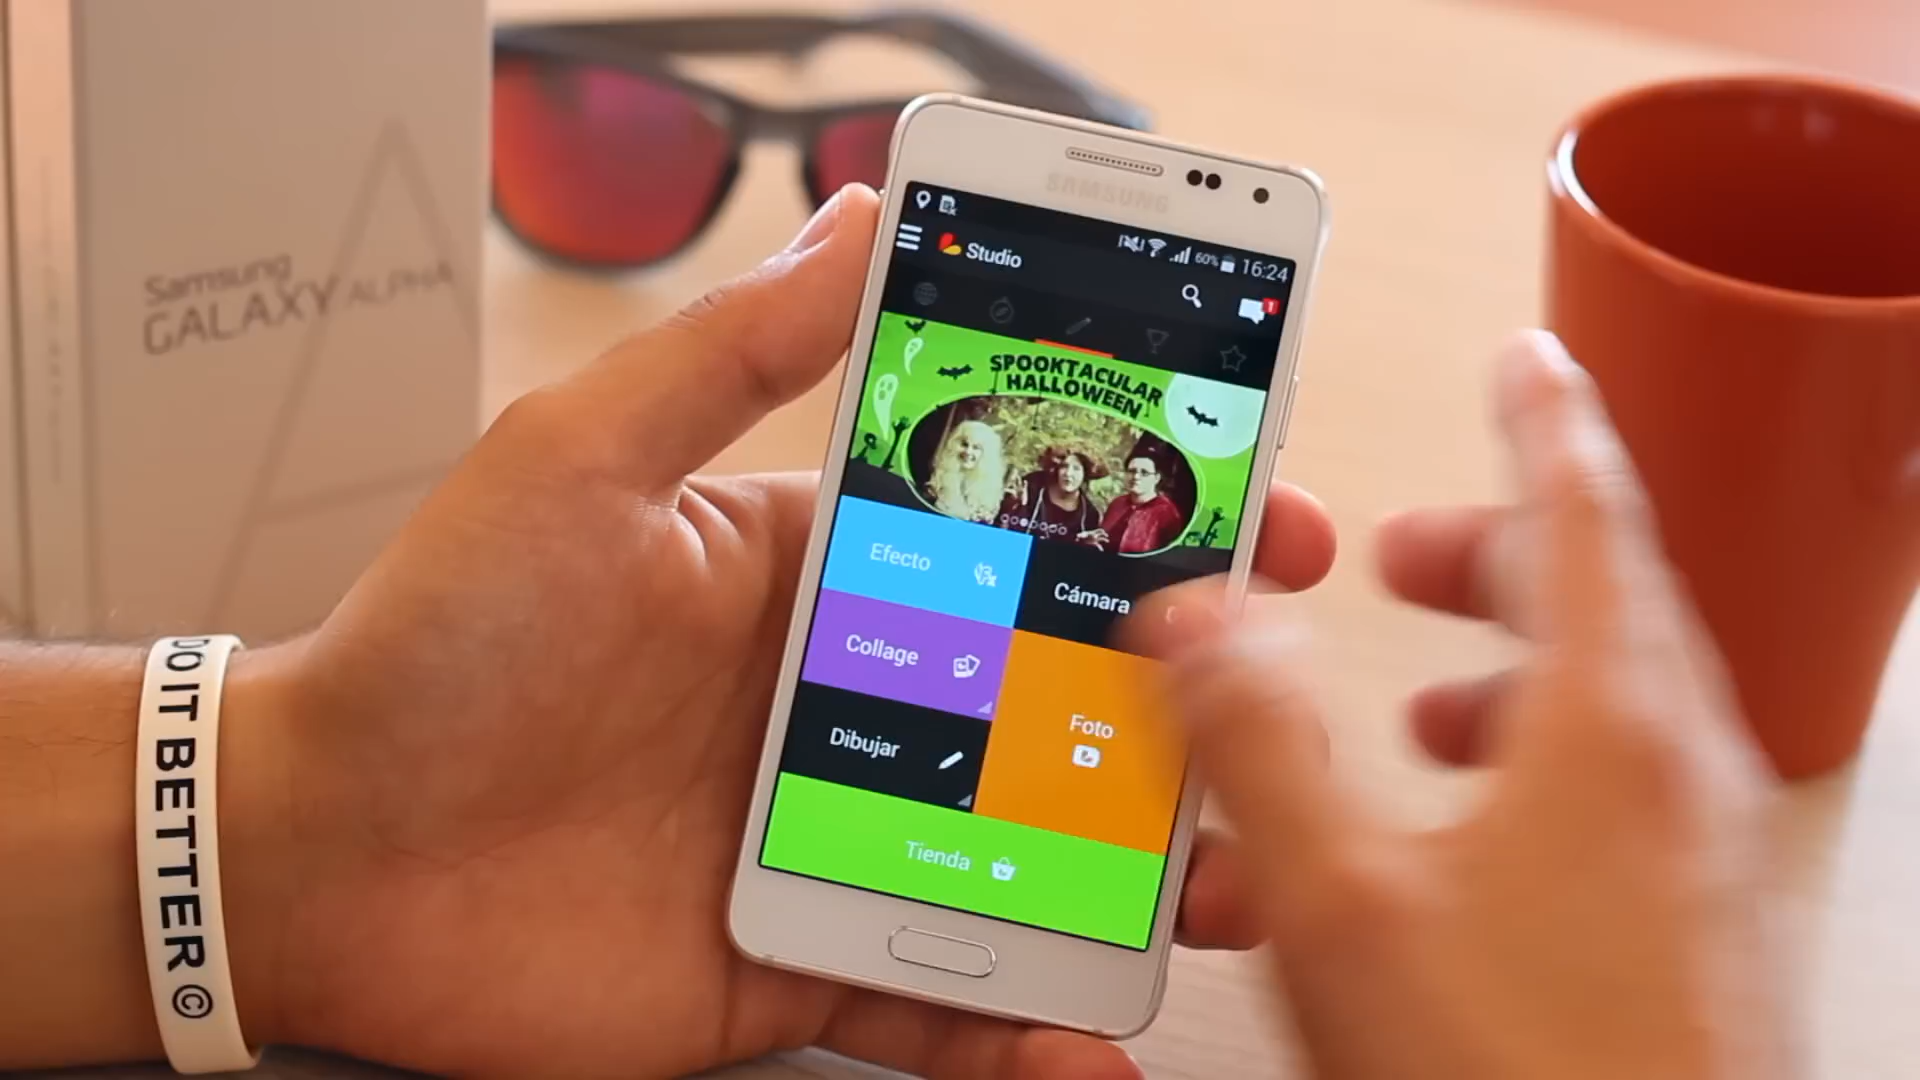 Samsung
GALAXY ALPHA
DO IT BETTER ©
SAMSUNG
60%
16:24
Studio
1
SPOOKTACULAR
HALLOWEEN
Efecto
Cámara
Collage
Foto
Dibujar
Tienda